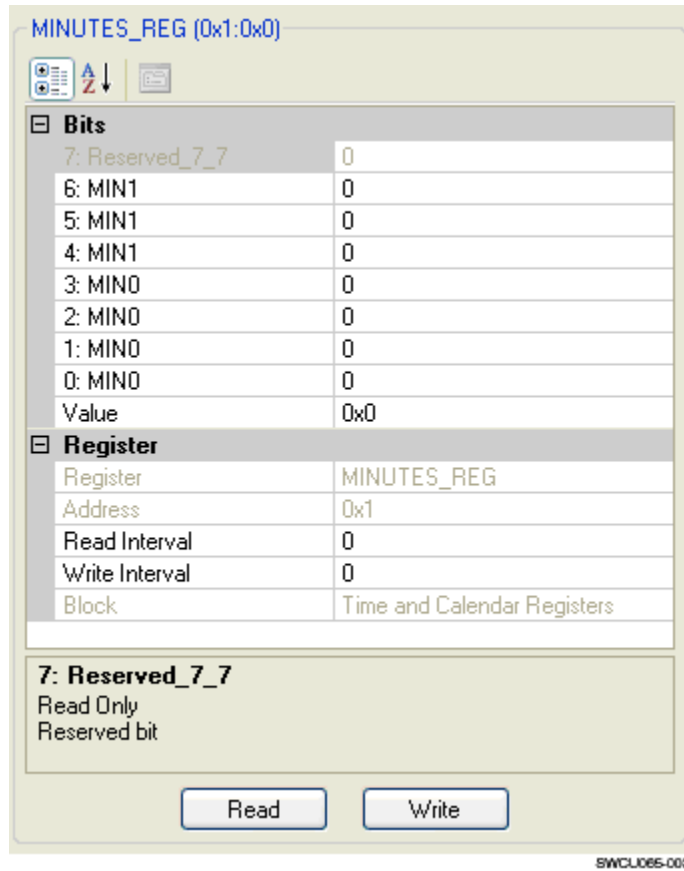 MINUTES_REG (0x1:0x0)
A
Z
Bits
7: Reserved_7_7 0
6: MIN1 0
5: MIN1 0
4: MIN1 0
3: MIN0 0
2: MIN0 0
1: MIN0 0
0: MIN0 0
Value 0x0
Register
Register MINUTES_REG
Address 0x1
Read Interval 0
Write Interval 0
Block Time and Calendar Registers
7: Reserved_7_7
Read Only
Reserved bit
Read Write